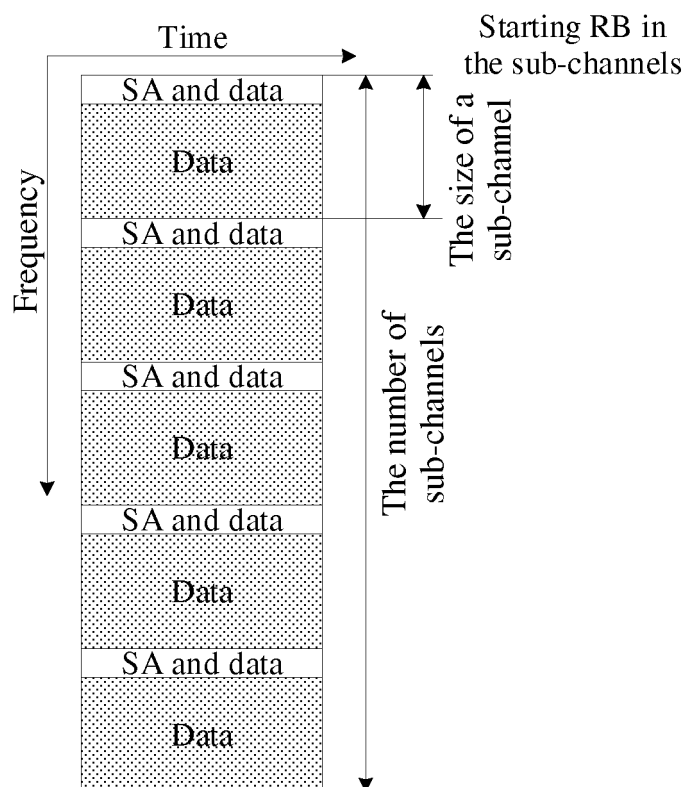 Time
Starting RB in
the sub-channels
Frequency
SA and data
Data
SA and data
Data
SA and data
Data
SA and data
Data
SA and data
Data
The size of a
sub-channel
The number of
sub-channels